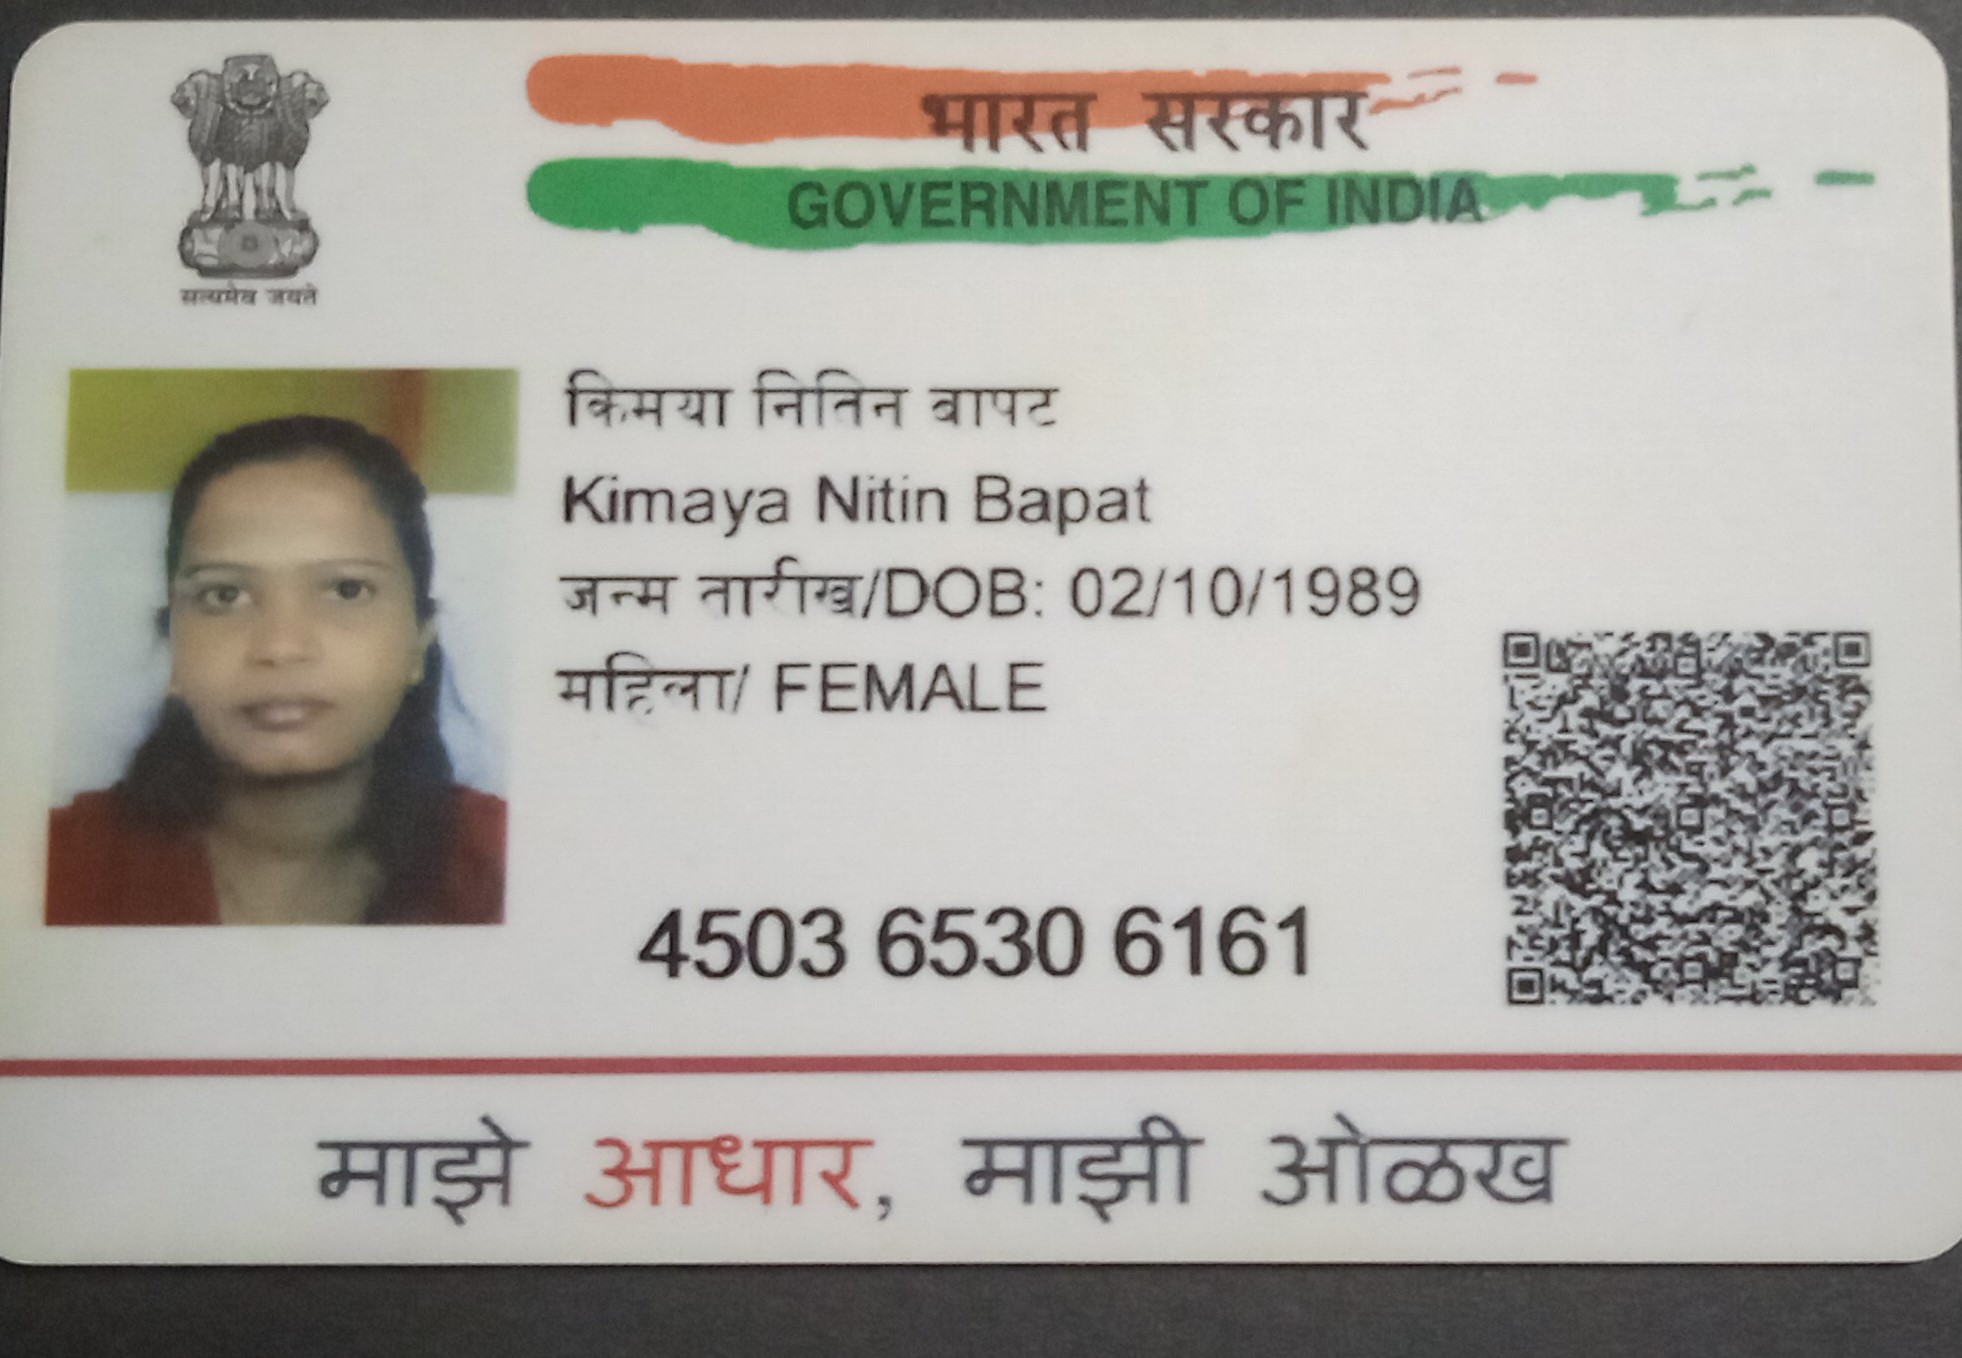 भारत सरकार
GOVERNMENT OF INDIA
सत्यमेव जयते
किमया नितिन बापट
Kimaya Nitin Bapat
जन्म तारीख/DOB: 02/10/1989
महिला/ FEMALE
4503 6530 6161
माझे आधार, माझी ओळख